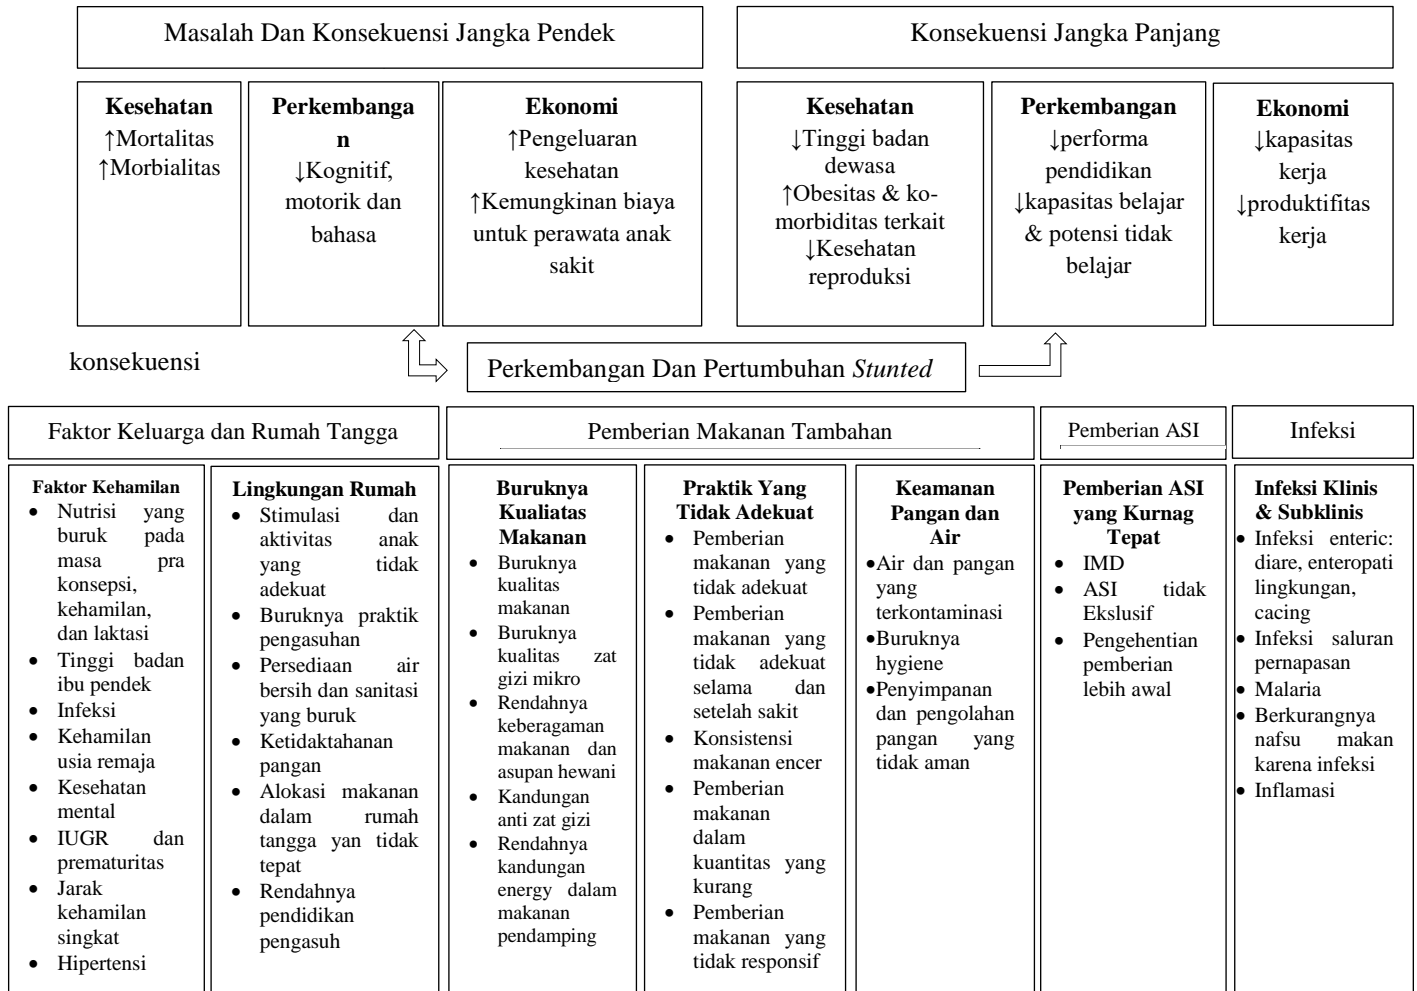 Masalah Dan Konsekuensi Jangka Pendek
Konsekuensi Jangka Panjang
Kesehatan
↑Mortalitas
↑Morbialitas
Perkembanga
n
↓Kognitif,
motorik dan
bahasa
Ekonomi
↑Pengeluaran
kesehatan
↑Kemungkinan biaya
untuk perawata anak
sakit
Kesehatan
↓Tinggi badan
dewasa
↑Obesitas & ko-
morbiditas terkait
↓Kesehatan
reproduksi
Perkembangan
↓performa
pendidikan
↓kapasitas belajar
& potensi tidak
belajar
Ekonomi
↓kapasitas
kerja
↓produktifitas
kerja
konsekuensi
Perkembangan Dan Pertumbuhan Stunted
Faktor Keluarga dan Rumah Tangga
Pemberian Makanan Tambahan
Pemberian ASI
Infeksi
Faktor Kehamilan
• Nutrisi yang
buruk pada
masa pra
konsepsi,
kehamilan,
dan laktasi
• Tinggi badan
ibu pendek
• Infeksi
• Kehamilan
usia remaja
• Kesehatan
mental
• IUGR dan
prematuritas
• Jarak
kehamilan
singkat
• Hipertensi
Lingkungan Rumah
• Stimulasi dan
aktivitas anak
yang tidak
adekuat
• Buruknya praktik
pengasuhan
• Persediaan air
bersih dan sanitasi
yang buruk
• Ketidaktahanan
pangan
• Alokasi makanan
dalam rumah
tangga yan tidak
tepat
• Rendahnya
pendidikan
pengasuh
Buruknya
Kualiatas
Makanan
• Buruknya
kualitas
makanan
• Buruknya
kualitas zat
gizi mikro
• Rendahnya
keberagaman
makanan dan
asupan hewani
• Kandungan
anti zat gizi
• Rendahnya
kandungan
energy dalam
makanan
pendamping
Praktik Yang
Tidak Adekuat
• Pemberian
makanan yang
tidak adekuat
• Pemberian
makanan yang
tidak adekuat
selama dan
setelah sakit
• Konsistensi
makanan encer
• Pemberian
makanan
dalam
kuantitas yang
kurang
• Pemberian
makanan yang
tidak responsif
Keamanan
Pangan dan
Air
•Air dan pangan
yang
terkontaminasi
•Buruknya
hygiene
•Penyimpanan
dan pengolahan
pangan yang
tidak aman
Pemberian ASI
yang Kurnag
Tepat
• IMD
• ASI tidak
Ekslusif
• Pengehentian
pemberian
lebih awal
Infeksi Klinis
& Subklinis
• Infeksi enteric:
diare, enteropati
lingkungan,
cacing
• Infeksi saluran
pernapasan
• Malaria
• Berkurangnya
nafsu makan
karena infeksi
• Inflamasi